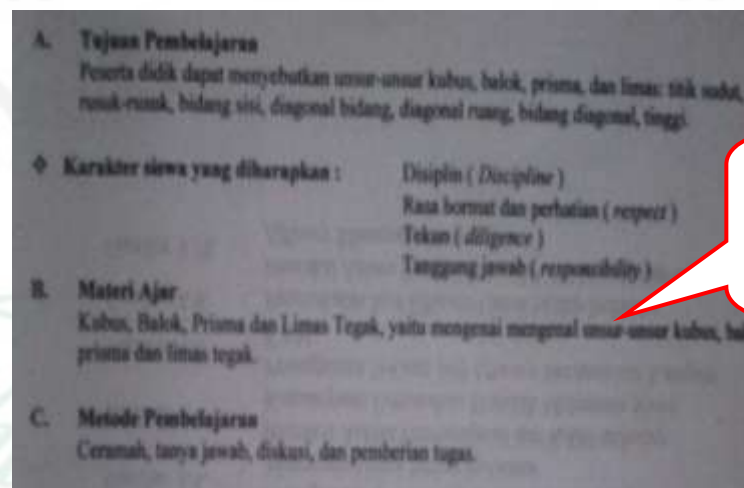 A. Tujuan Pembelajaran
Peserta didik dapat menyebutkan unsur-unsur kubus, balok, prisma, dan limas: titik sudut,
rusuk-rusuk, bidang sisi, diagonal bidang, diagonal ruang, bidang diagonal, tinggi.
❖ Karakter siswa yang diharapkan : Disiplin ( Discipline )
Rasa hormat dan perhatian ( respect )
Tekun ( diligence )
Tanggung jawab ( responsibility )
B. Materi Ajar
Kubus, Balok, Prisma dan Limas Tegak, yaitu mengenai mengenal unsur-unsur kubus,
prisma dan limas tegak.
C. Metode Pembelajaran
Ceramah, tanya jawab, diskusi, dan pemberian tugas.